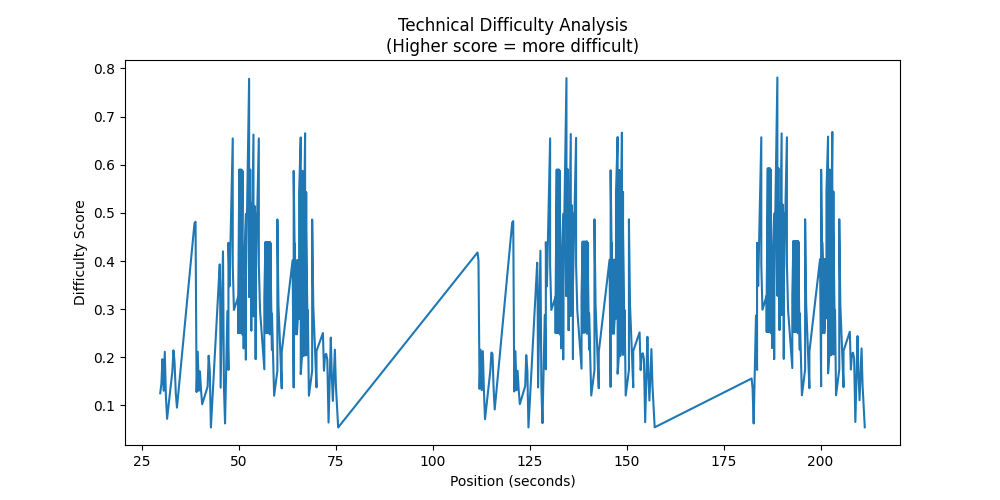 Technical Difficulty Analysis
(Higher score = more difficult)
0.8
0.7
0.6
0.5
0.4
0.3
0.2
0.1
Difficulty Score
25 50 75 100 125 150 175 200
Position (seconds)